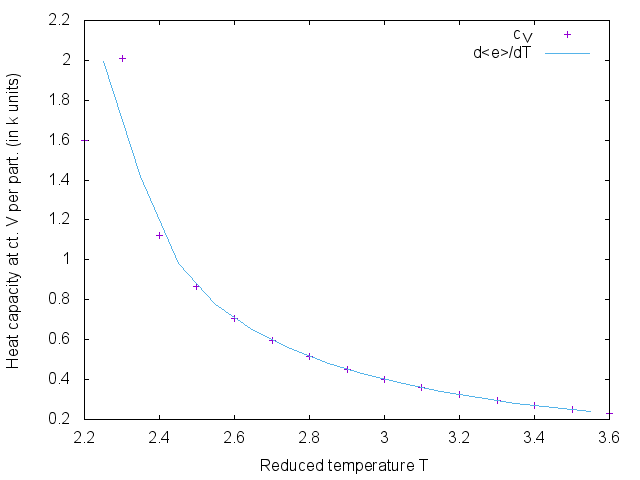 2.2
2
1.8
1.6
1.4
1.2
1
0.8
0.6
0.4
0.2
2.2 2.4 2.6 2.8 3 3.2 3.4 3.6
Heat capacity at ct. V per part. (in k units)
Reduced temperature T
cV
d<e>/dT